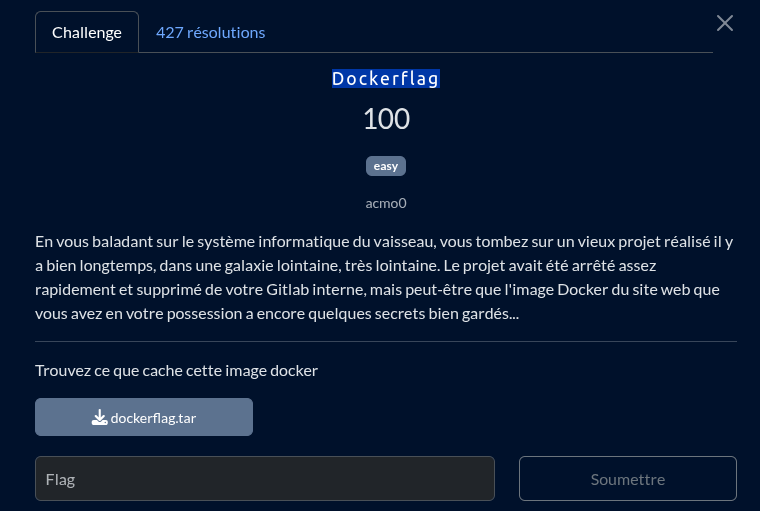 Challenge
427 résolutions
Dockerflag
100
easy
acmo0
En vous baladant sur le système informatique du vaisseau, vous tombez sur un vieux projet réalisé il y
a bien longtemps, dans une galaxie lointaine, très lointaine. Le projet avait été arrêté assez
rapidement et supprimé de votre Gitlab interne, mais peut-être que l'image Docker du site web que
vous avez en votre possession a encore quelques secrets bien gardés...
Trouvez ce que cache cette image docker
dockerflag.tar
Flag
Soumettre